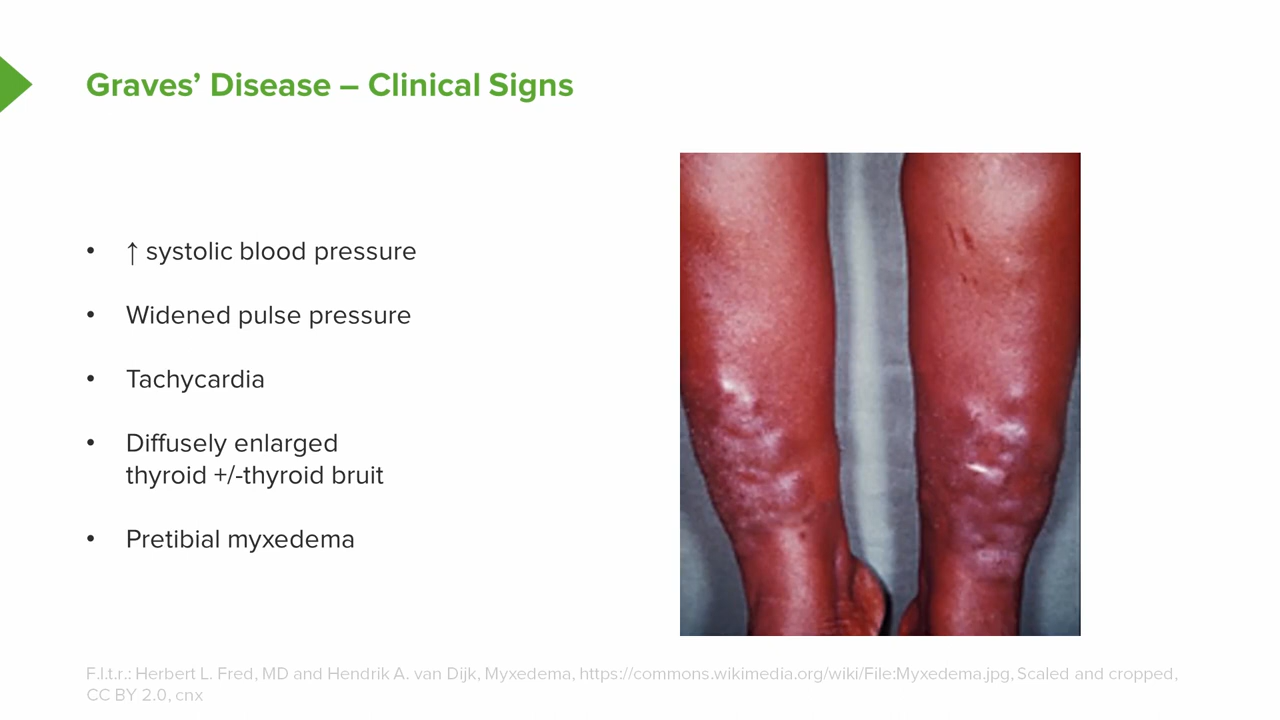 Graves’ Disease – Clinical Signs
• ↑ systolic blood pressure
• Widened pulse pressure
• Tachycardia
• Diffusely enlarged
thyroid +/-thyroid bruit
• Pretibial myxedema
F.l.t.r.: Herbert L. Fred, MD and Hendrik A. van Dijk, Myxedema, https://commons.wikimedia.org/wiki/File:Myxedema.jpg, Scaled and cropped,
CC BY 2.0, cnx